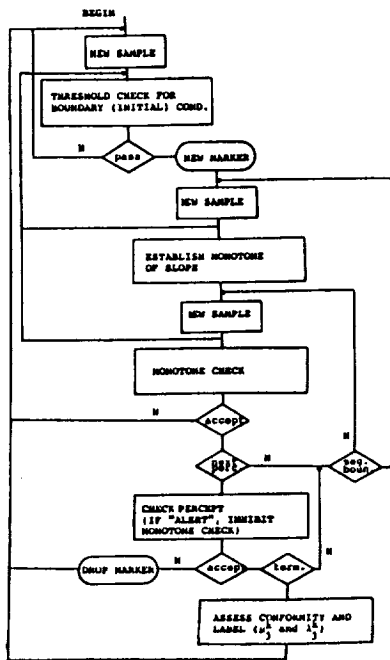 BEGIN
NEW SAMPLE
THRESHOLD CHECK FOR
BOUNDARY (INITIAL) COND.
N
pass
NEW MARKER
NEW SAMPLE
ESTABLISH MONOTONE
OF SLOPE
NEW SAMPLE
MONOTONE CHECK
N
accept
N
seq.
boun.
N
CHECK PERCEPT
(IF "ALERT", INHIBIT
MONOTONE CHECK)
DROP MARKER
N
accept
term.
N
ASSESS CONFORMITY AND
LABEL